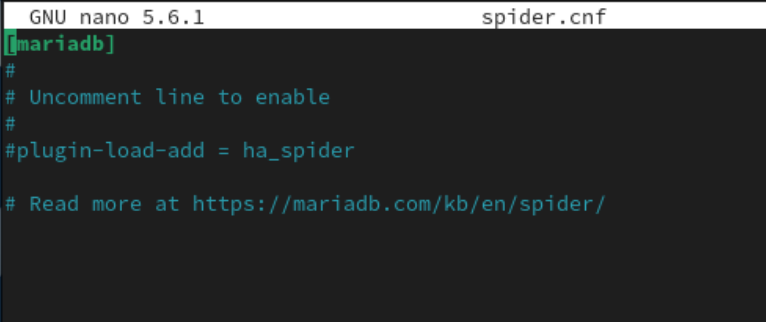 GNU nano 5.6.1 spider.cnf
[mariadb]
#
# Uncomment line to enable
#
#plugin-load-add = ha_spider
# Read more at https://mariadb.com/kb/en/spider/